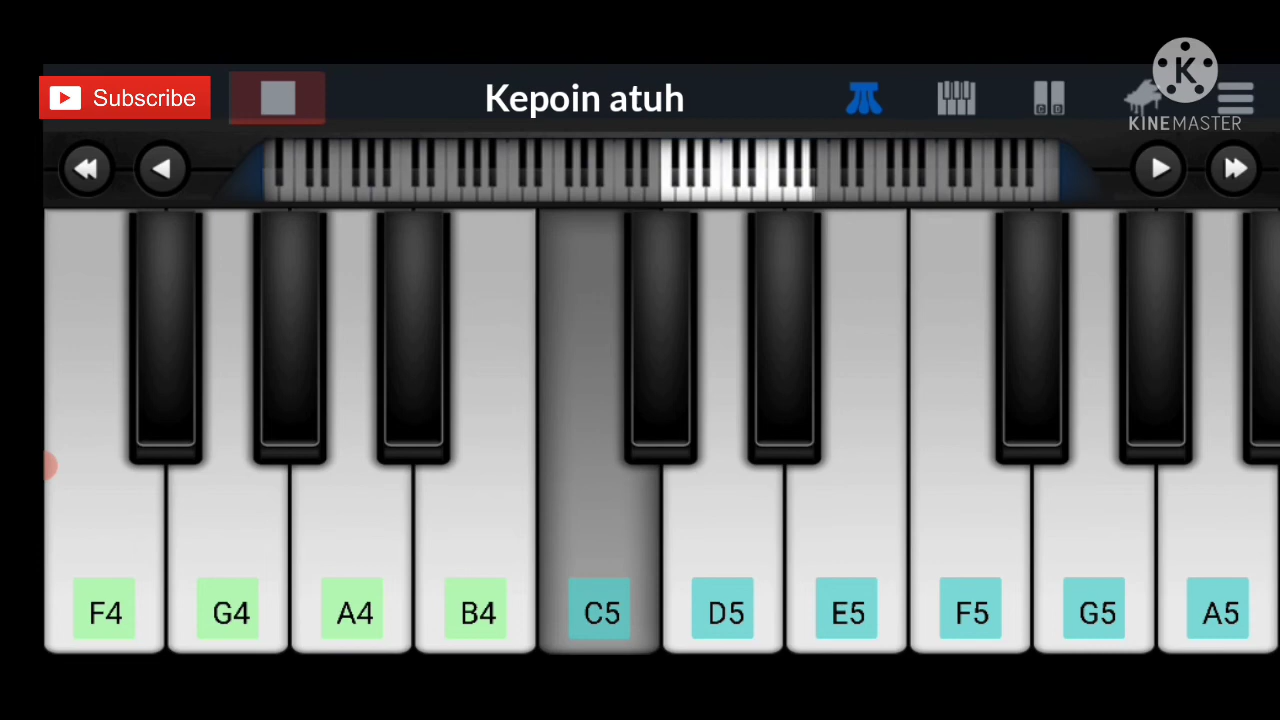 Subscribe
Kepoin atuh
K
KINEMASTER
C D
F4 G4 A4 B4 C5 D5 E5 F5 G5 A5